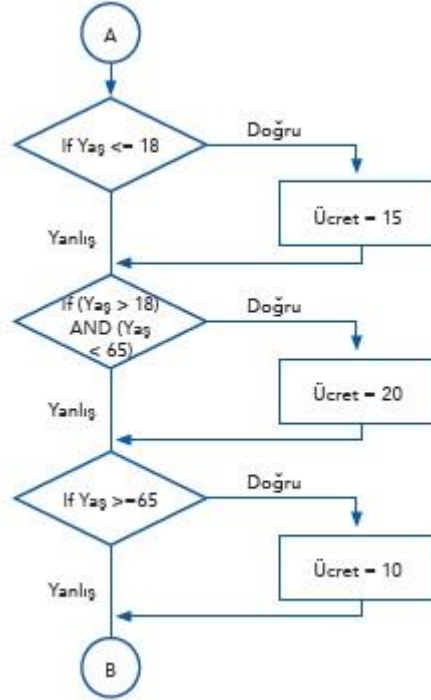 A
If Yaş <= 18
Doğru
Ücret = 15
Yanlış
If (Yaş > 18)
AND (Yaş
< 65)
Doğru
Ücret = 20
Yanlış
If Yaş >=65
Doğru
Ücret = 10
Yanlış
B